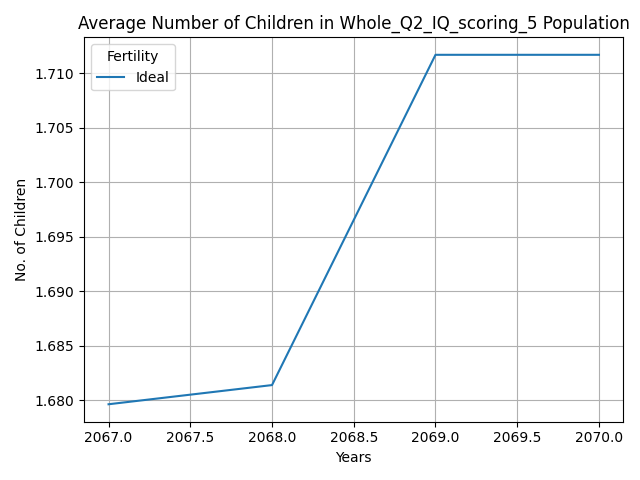 Average Number of Children in Whole_Q2_IQ_scoring_5 Population
Fertility
Ideal
No. of Children
1.710
1.705
1.700
1.695
1.690
1.685
1.680
2067.0 2067.5 2068.0 2068.5 2069.0 2069.5 2070.0
Years